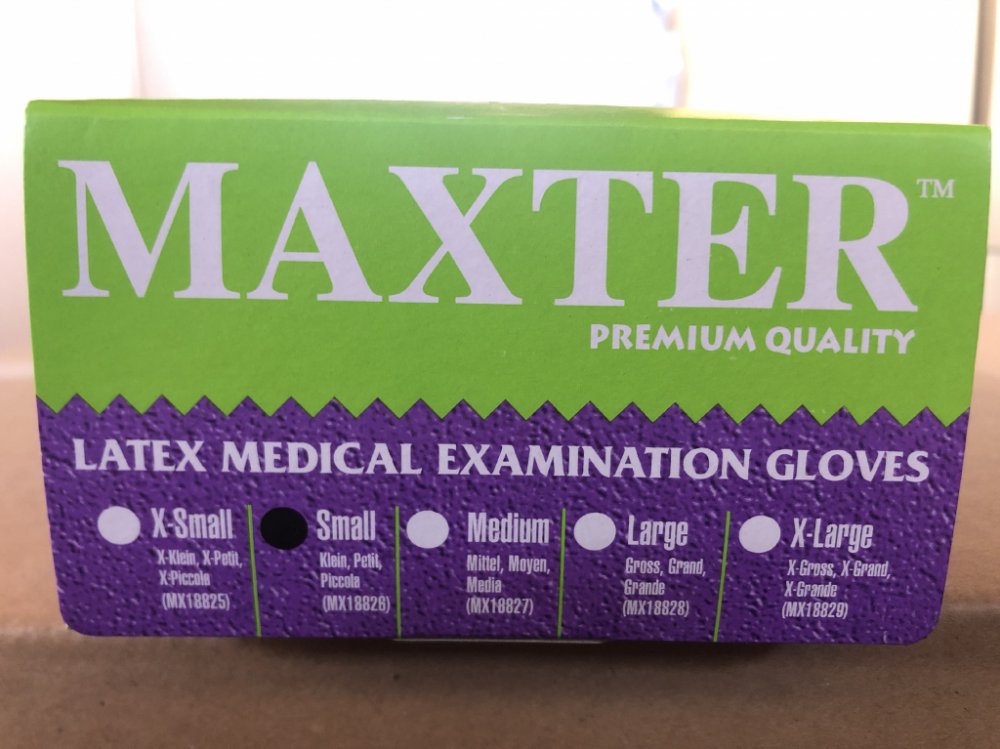 MAXTER™
PREMIUM QUALITY
LATEX MEDICAL EXAMINATION GLOVES
X-Small
X-Klein, X-Petit,
X-Piccola
(MX18825)
Small
Klein, Petit,
Piccola
(MX18826)
Medium
Mittel, Moyen,
Media
(MX18827)
Large
Gross, Grand,
Grande
(MX18828)
X-Large
X-Gross, X-Grand,
X-Grande
(MX18829)